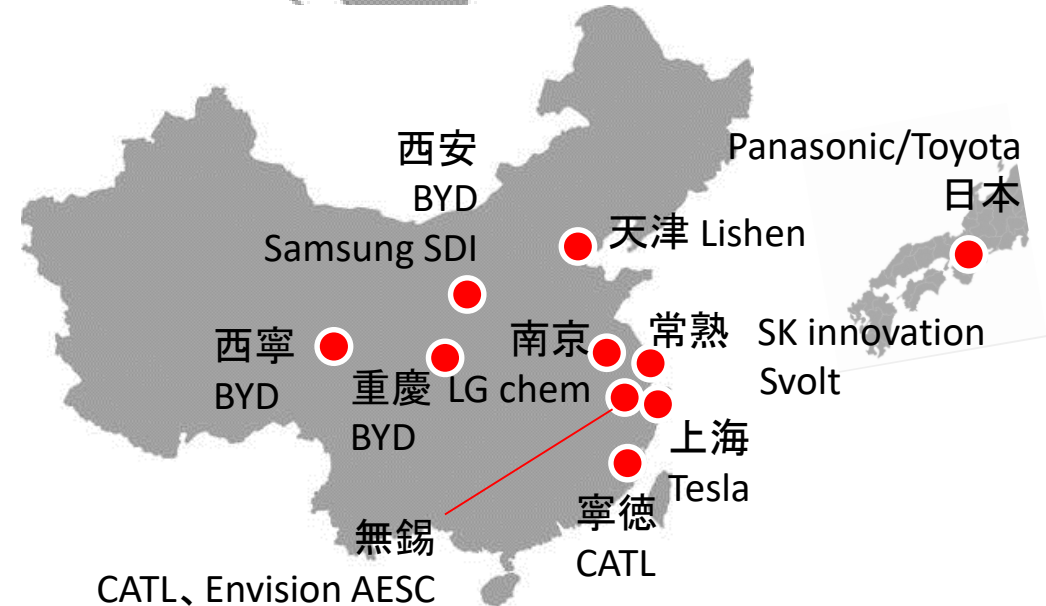 西安
BYD
Samsung SDI
Panasonic/Toyota
日本
天津 Lishen
西寧
BYD
重慶
BYD
南京
LG chem
常熟
SK innovation
Svolt
上海
Tesla
寧徳
CATL
無錫
CATL、Envision AESC